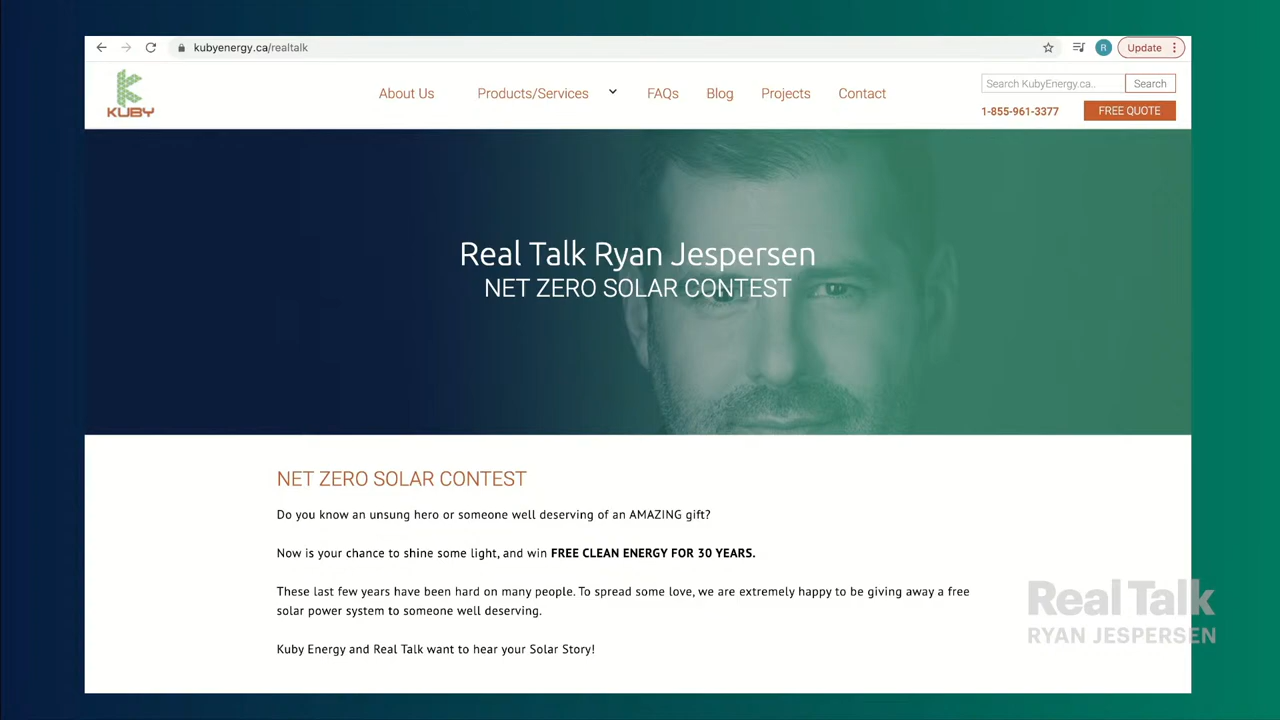 kubyenergy.ca/realtalk
R
Update
KUBY
About Us
Products/Services
FAQs
Blog
Projects
Contact
Search KubyEnergy.ca..
Search
1-855-961-3377
FREE QUOTE
Real Talk Ryan Jespersen
NET ZERO SOLAR CONTEST
NET ZERO SOLAR CONTEST
Do you know an unsung hero or someone well deserving of an AMAZING gift?
Now is your chance to shine some light, and win FREE CLEAN ENERGY FOR 30 YEARS.
These last few years have been hard on many people. To spread some love, we are extremely happy to be giving away a free
solar power system to someone well deserving.
Kuby Energy and Real Talk want to hear your Solar Story!
Real Talk
RYAN JESPERSEN